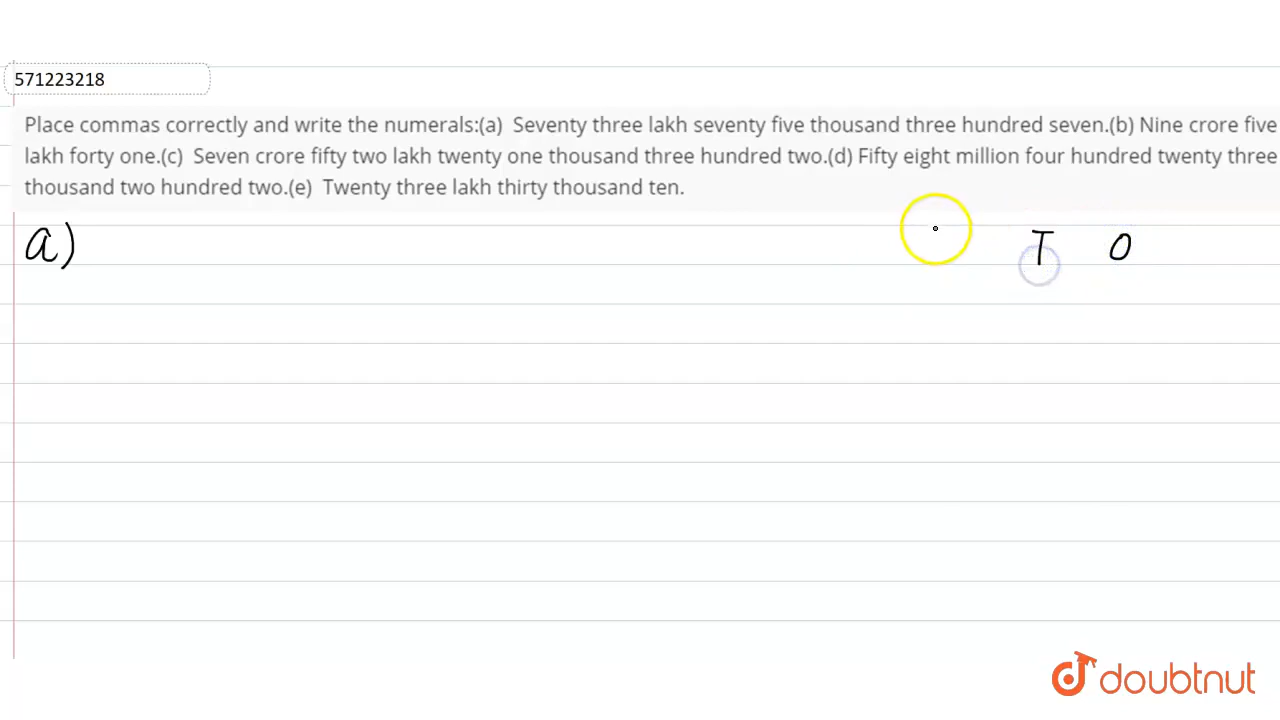 571223218
Place commas correctly and write the numerals:(a) Seventy three lakh seventy five thousand three hundred seven.(b) Nine crore five
lakh forty one.(c) Seven crore fifty two lakh twenty one thousand three hundred two.(d) Fifty eight million four hundred twenty three
thousand two hundred two.(e) Twenty three lakh thirty thousand ten.
a) T O
doubtnut